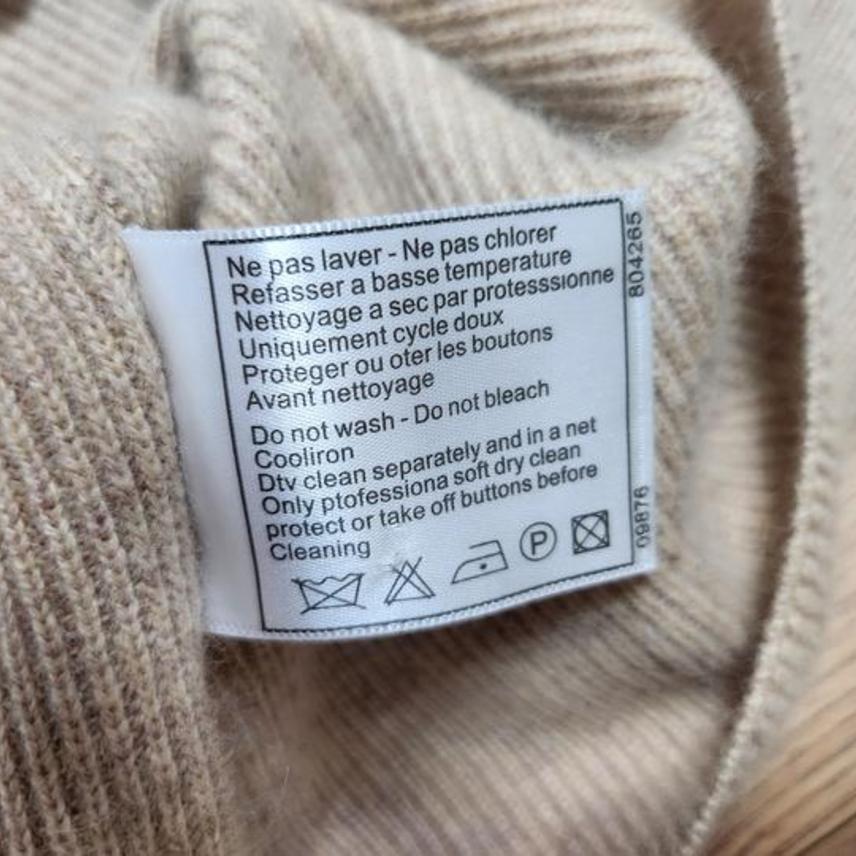 Ne pas laver - Ne pas chlorer
Refasser a basse temperature
Nettoyage a sec par protesssionne
Uniquement cycle doux
Proteger ou oter les boutons
Avant nettoyage
Do not wash - Do not bleach
Cooliron
Dtv clean separately and in a net
Only ptofessiona soft dry clean
protect or take off buttons before
Cleaning
P
804265
09876